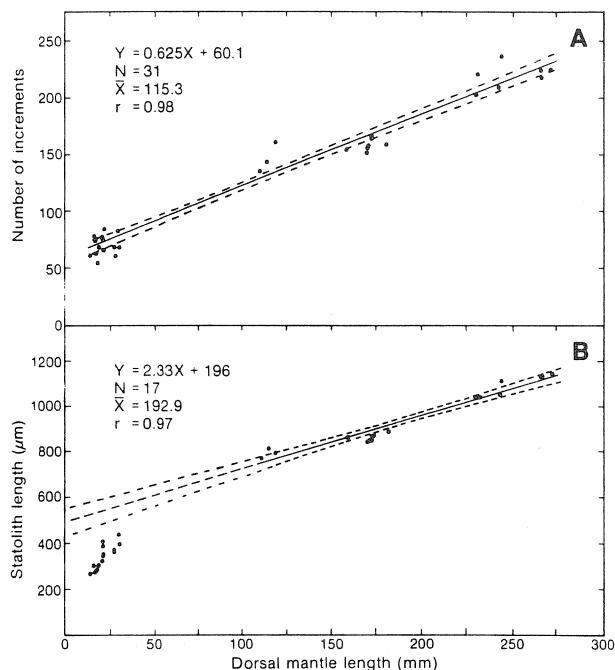 A
Y = 0.625X + 60.1
N = 31
X̄ = 115.3
r = 0.98
Number of increments
250
200
150
100
50
0
B
Y = 2.33X + 196
N = 17
X̄ = 192.9
r = 0.97
Statolith length (µm)
1200
1000
800
600
400
200
0 50 100 150 200 250 300
Dorsal mantle length (mm)